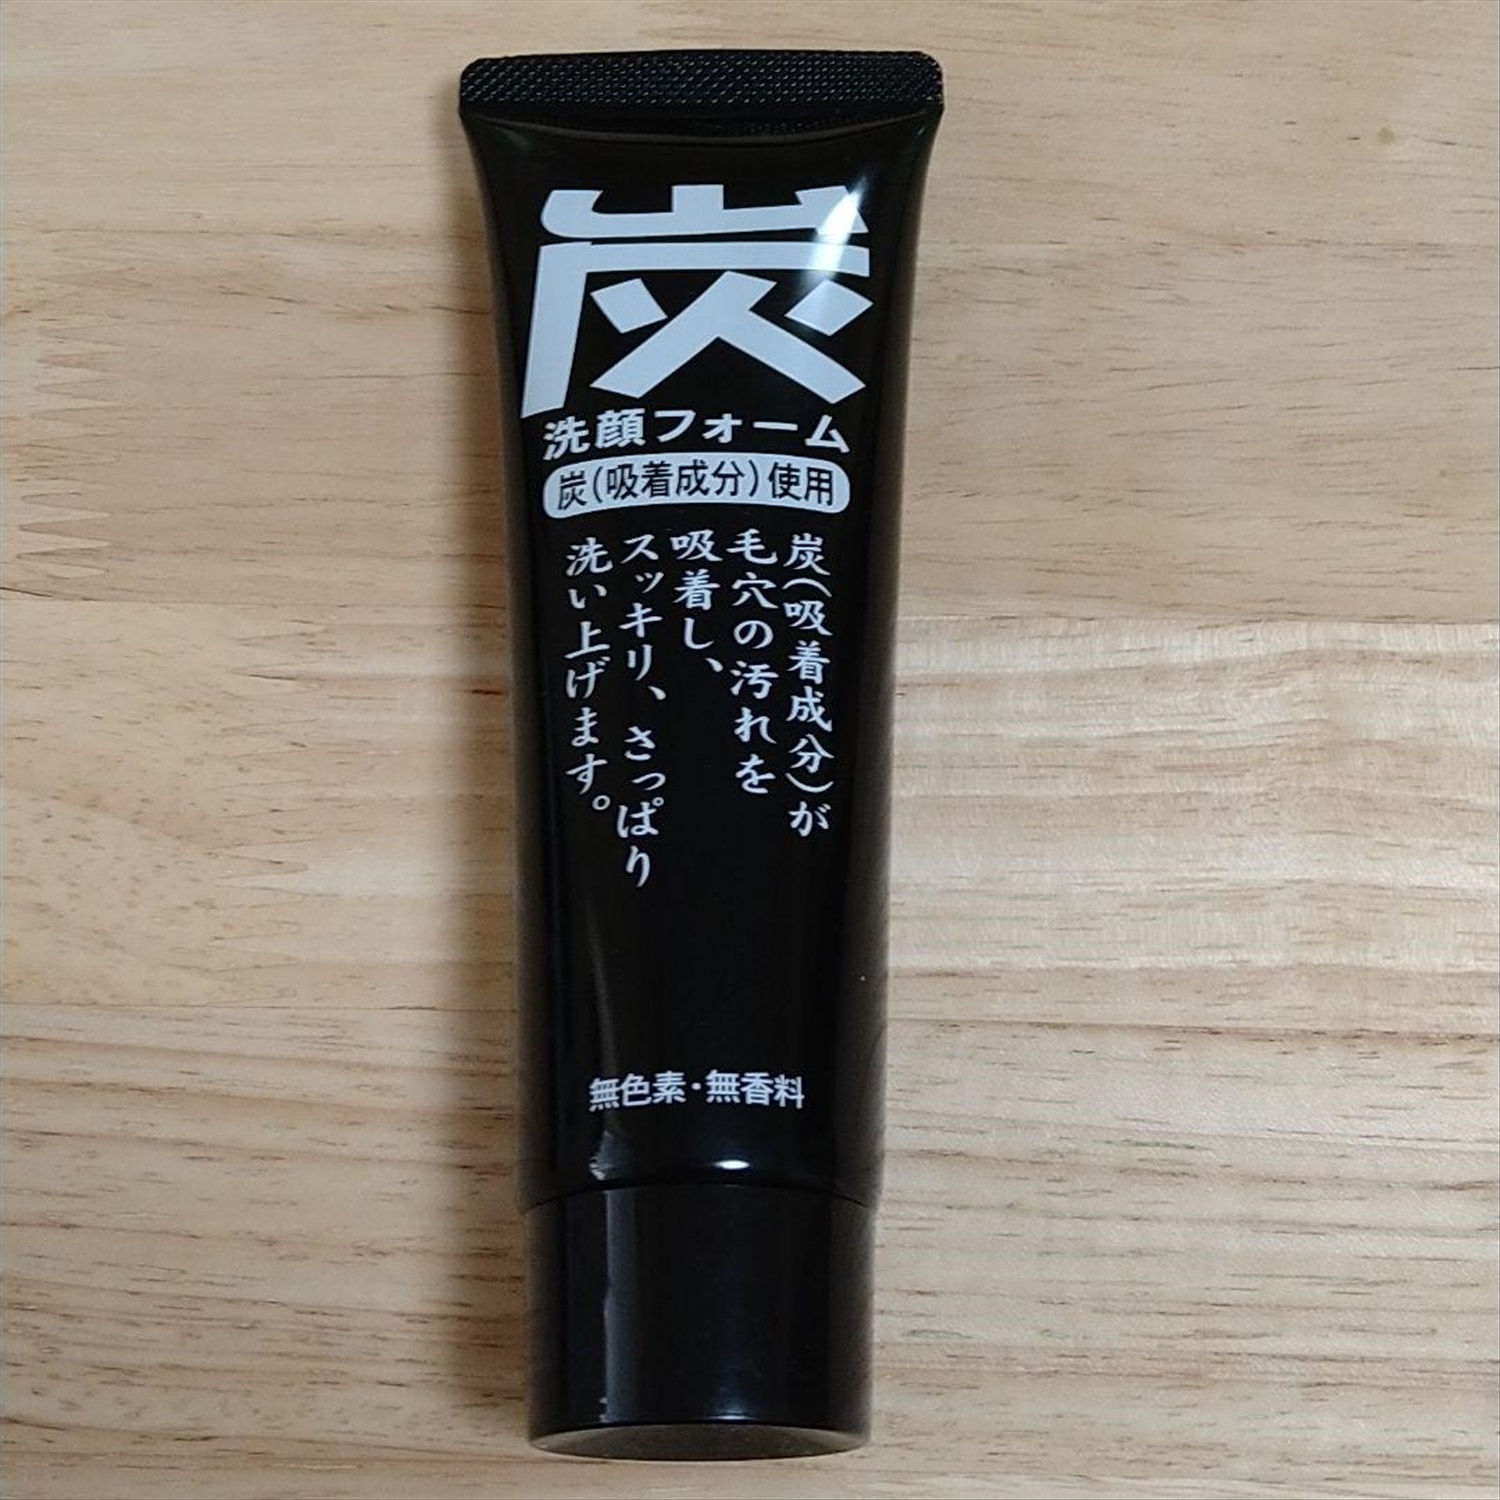 炭
洗顔フォーム
炭(吸着成分)使用
炭(吸着成分)が
毛穴の汚れを
吸着し、
スッキリ、さっぱり
洗い上げます。
無色素・無香料